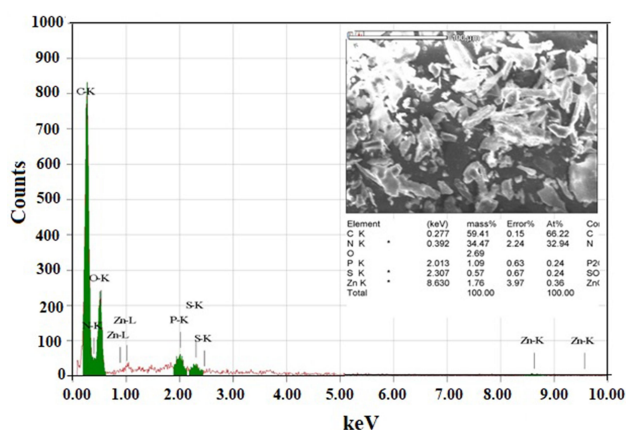 1000
900
800
700
600
500
400
300
200
100
0
Counts
C-K
O-K
N-K
Zn-L
Zn-L
P-K
S-K
S-K
Zn-K
Zn-K
0.00 1.00 2.00 3.00 4.00 5.00 6.00 7.00 8.00 9.00 10.00
keV
Element (keV) mass% Error% At%
C K 0.277 59.41 0.15 66.22 C
N K * 0.392 34.47 2.24 32.94 N
O 2.69
P K 2.013 1.09 0.63 0.24
S K * 2.307 0.57 0.67 0.24 SO
Zn K * 8.630 1.76 3.97 0.36
Total 100.00 100.00